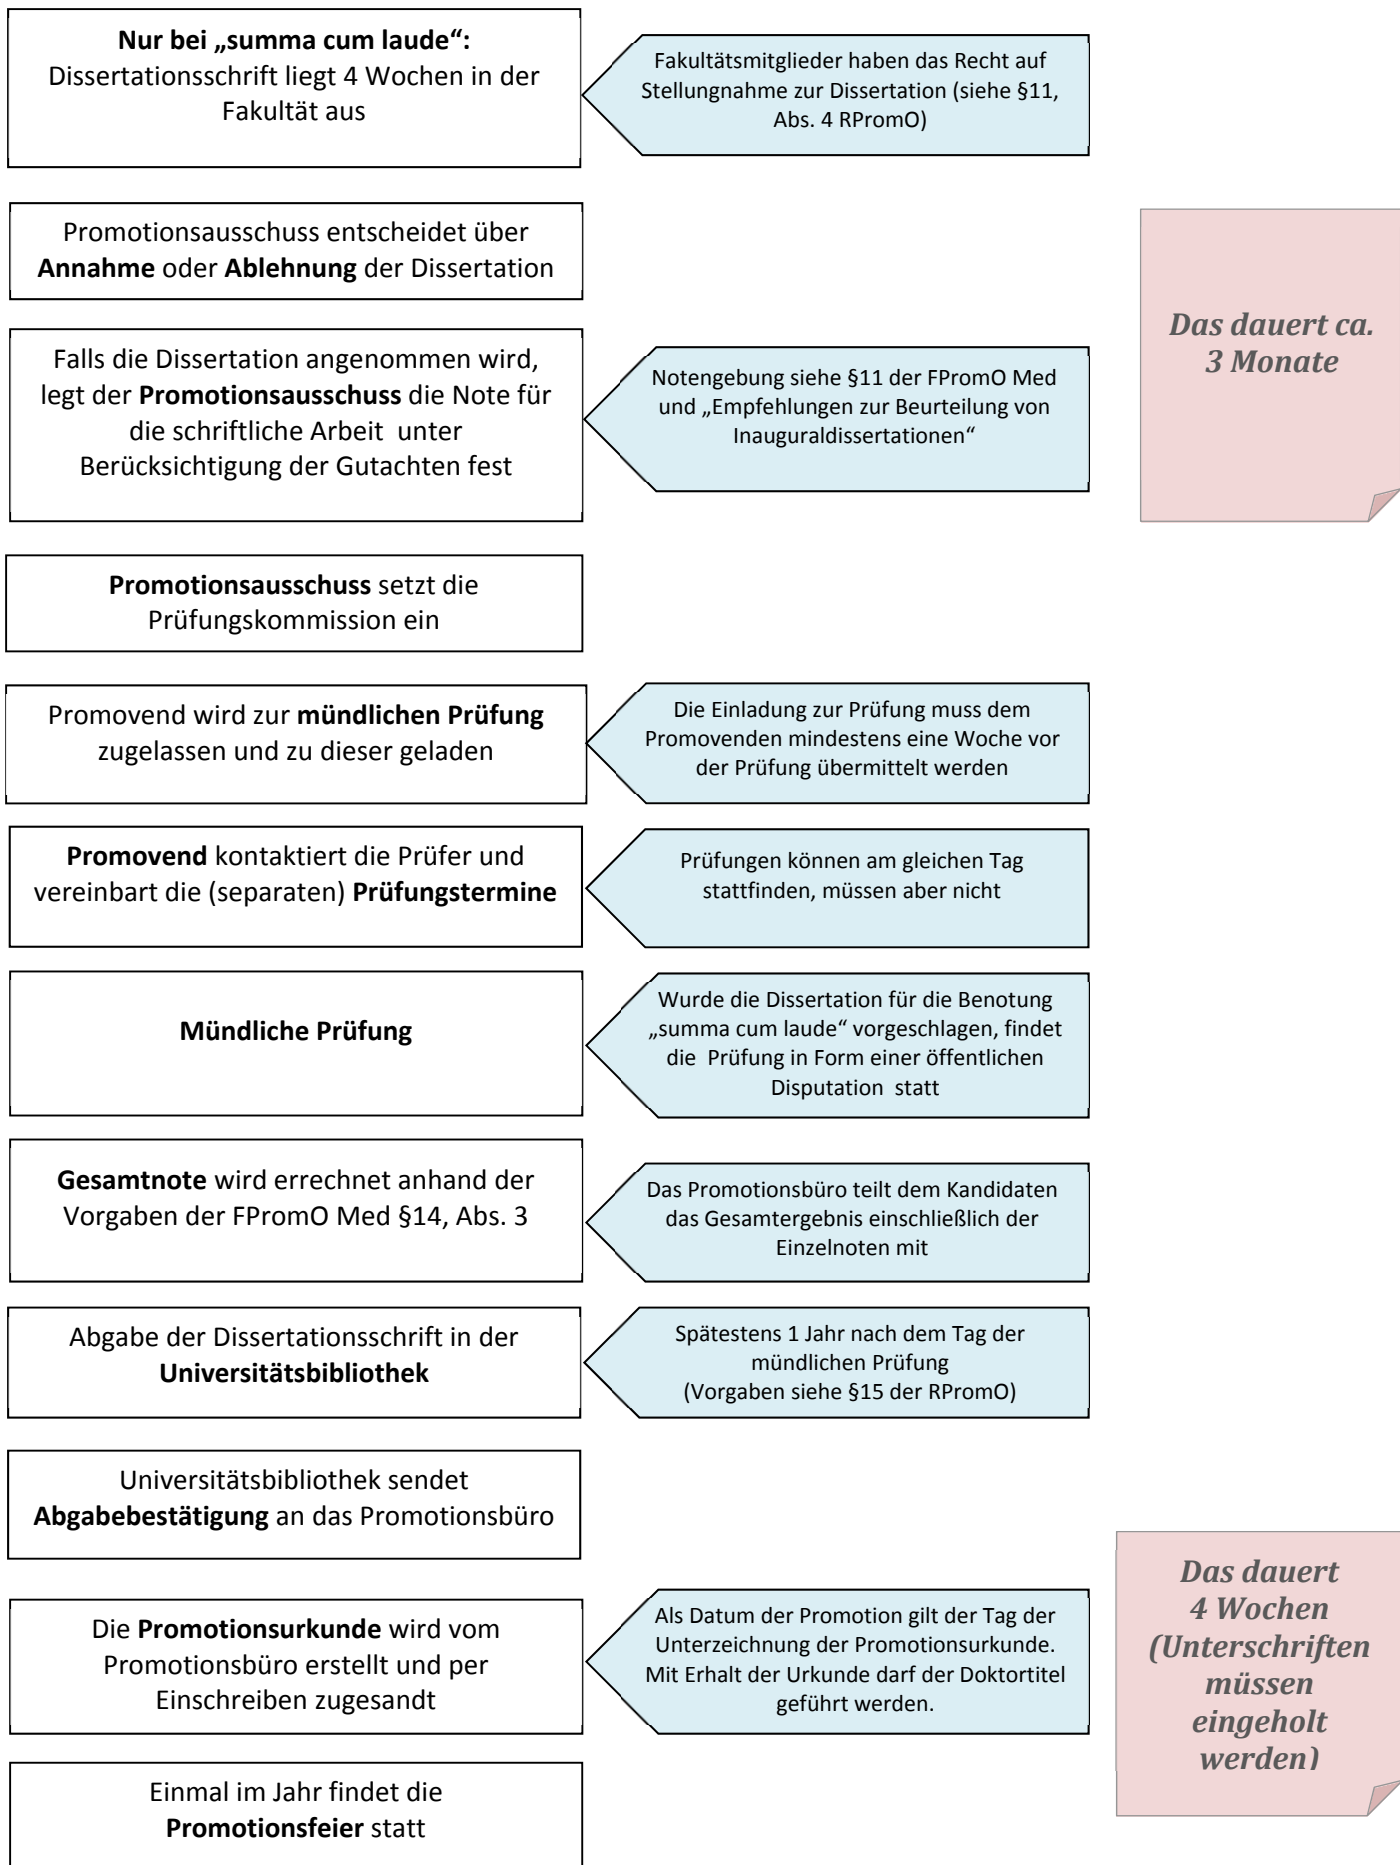 Nur bei „summa cum laude“:
Dissertationsschrift liegt 4 Wochen in der
Fakultät aus
Fakultätsmitglieder haben das Recht auf
Stellungnahme zur Dissertation (siehe §11,
Abs. 4 RPromO)
Promotionsausschuss entscheidet über
Annahme oder Ablehnung der Dissertation
Das dauert ca.
3 Monate
Falls die Dissertation angenommen wird,
legt der Promotionsausschuss die Note für
die schriftliche Arbeit unter
Berücksichtigung der Gutachten fest
Notengebung siehe §11 der FPromO Med
und „Empfehlungen zur Beurteilung von
Inauguraldissertationen“
Promotionsausschuss setzt die
Prüfungskommission ein
Promovend wird zur mündlichen Prüfung
zugelassen und zu dieser geladen
Die Einladung zur Prüfung muss dem
Promovenden mindestens eine Woche vor
der Prüfung übermittelt werden
Promovend kontaktiert die Prüfer und
vereinbart die (separaten) Prüfungstermine
Prüfungen können am gleichen Tag
stattfinden, müssen aber nicht
Mündliche Prüfung
Wurde die Dissertation für die Benotung
„summa cum laude“ vorgeschlagen, findet
die Prüfung in Form einer öffentlichen
Disputation statt
Gesamtnote wird errechnet anhand der
Vorgaben der FPromO Med §14, Abs. 3
Das Promotionsbüro teilt dem Kandidaten
das Gesamtergebnis einschließlich der
Einzelnoten mit
Abgabe der Dissertationsschrift in der
Universitätsbibliothek
Spätestens 1 Jahr nach dem Tag der
mündlichen Prüfung
(Vorgaben siehe §15 der RPromO)
Universitätsbibliothek sendet
Abgabebestätigung an das Promotionsbüro
Die Promotionsurkunde wird vom
Promotionsbüro erstellt und per
Einschreiben zugesandt
Als Datum der Promotion gilt der Tag der
Unterzeichnung der Promotionsurkunde.
Mit Erhalt der Urkunde darf der Doktortitel
geführt werden.
Das dauert
4 Wochen
(Unterschriften
müssen
eingeholt
werden)
Einmal im Jahr findet die
Promotionsfeier statt